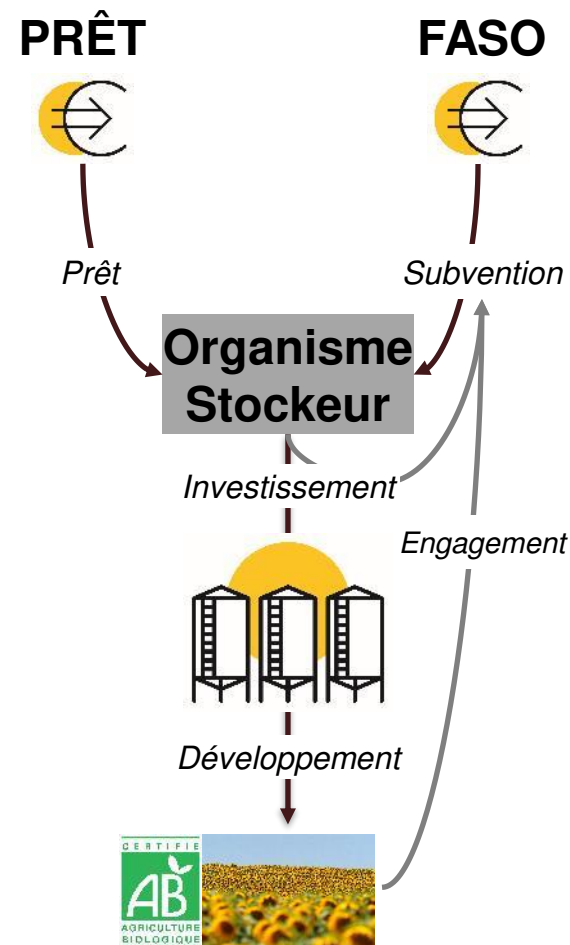 PRÊT
FASO
Prêt
Subvention
Organisme
Stockeur
Investissement
Engagement
Développement
CERTIFIÉ
AB
AGRICULTURE
BIOLOGIQUE